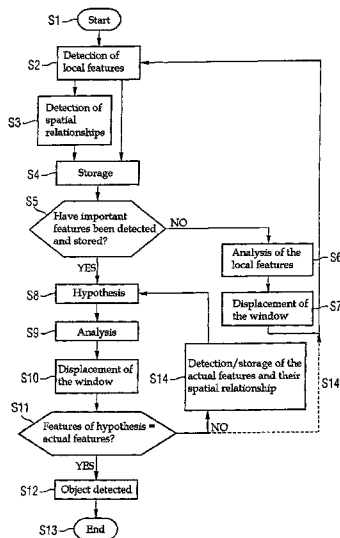 S1
Start
S2
Detection of
local features
S3
Detection of
spatial
relationships
S4
Storage
S5
Have important
features been detected
and stored?
NO
YES
Analysis of the
local features
S6
Displacement of
the window
S7
S8
Hypothesis
S9
Analysis
S10
Displacement of
the window
S14
Detection/storage of
the actual features and their
spatial relationship
S14'
S11
Features of hypothesis =
actual features?
NO
YES
S12
Object detected
S13
End